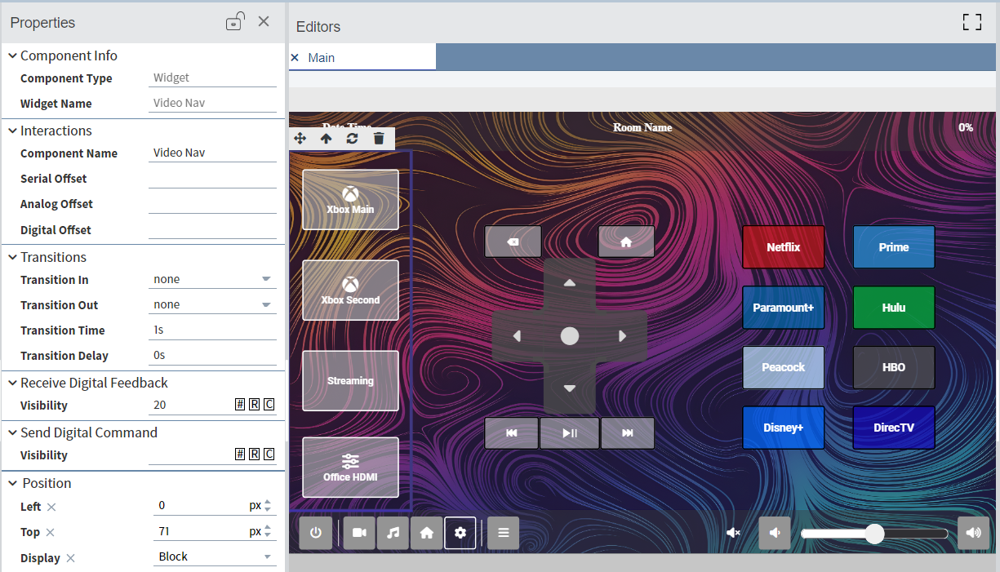 Properties
Component Info
Component Type Widget
Widget Name Video Nav
Interactions
Component Name Video Nav
Serial Offset
Analog Offset
Digital Offset
Transitions
Transition In none
Transition Out none
Transition Time 1s
Transition Delay 0s
Receive Digital Feedback
Visibility 20 # R C
Send Digital Command
Visibility # R C
Position
Left 0 px
Top 71 px
Display Block
Editors
Main
Date Time Room Name 0%
Xbox Main
Xbox Second
Streaming
Office HDMI
Netflix Prime
Paramount+ Hulu
Peacock HBO
Disney+ DirecTV